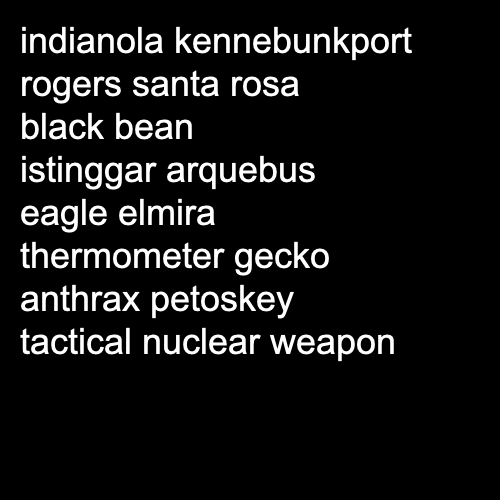 indianola kennebunkport
rogers santa rosa
black bean
istinggar arquebus
eagle elmira
thermometer gecko
anthrax petoskey
tactical nuclear weapon